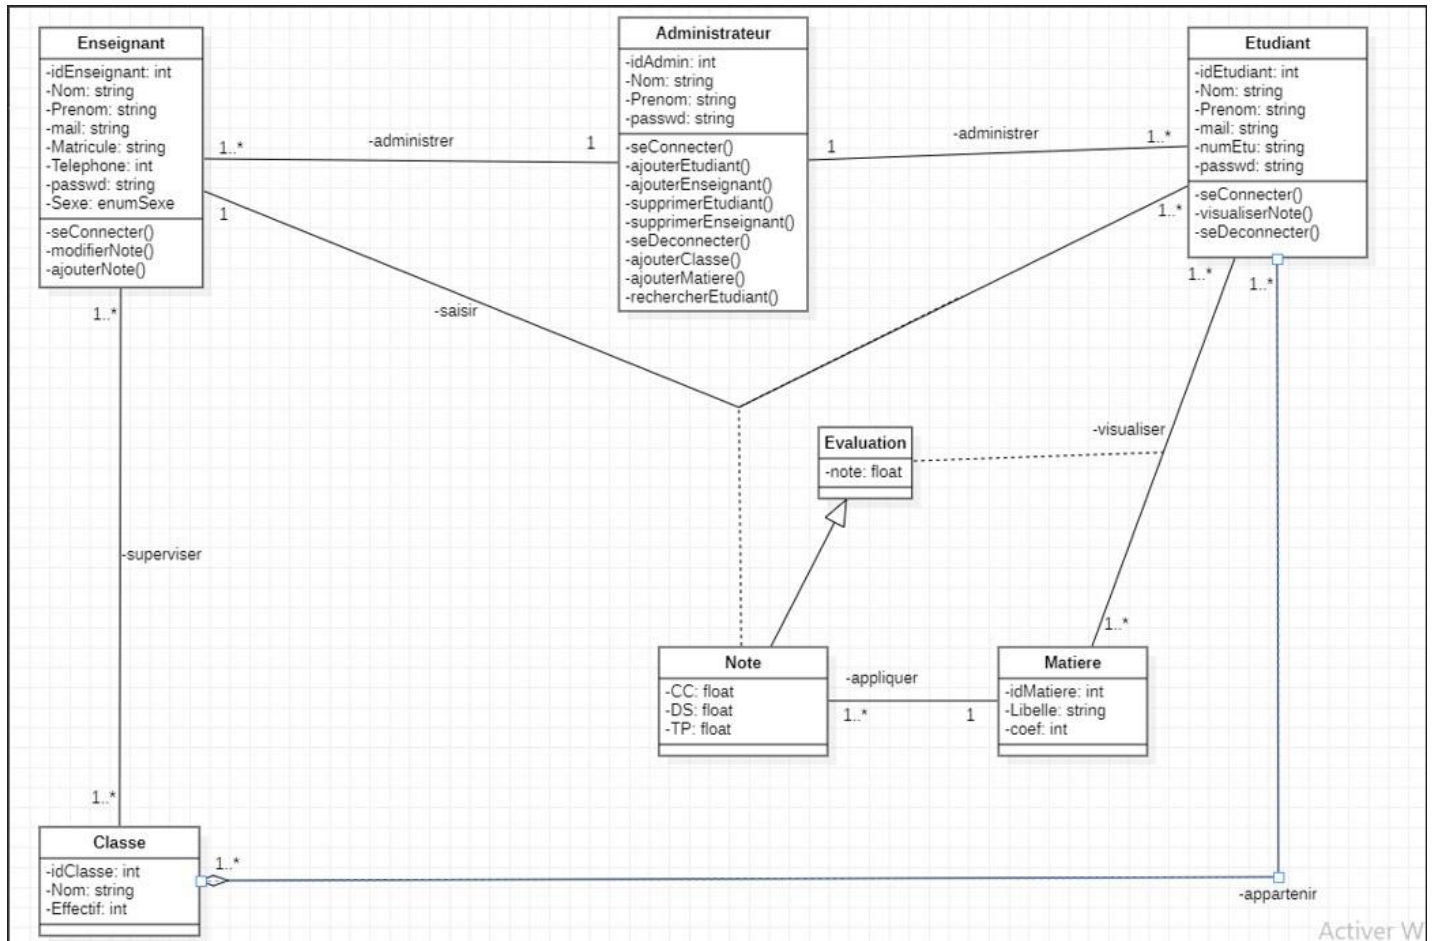 Enseignant
-idEnseignant: int
-Nom: string
-Prenom: string
-mail: string
-Matricule: string
-Telephone: int
-passwd: string
-Sexe: enumSexe
-seConnecter()
-modifierNote()
-ajouterNote()
Administrateur
-idAdmin: int
-Nom: string
-Prenom: string
-passwd: string
-seConnecter()
-ajouterEtudiant()
-ajouterEnseignant()
-supprimerEtudiant()
-supprimerEnseignant()
-seDeconnecter()
-ajouterClasse()
-ajouterMatiere()
-rechercherEtudiant()
Etudiant
-idEtudiant: int
-Nom: string
-Prenom: string
-mail: string
-numEtu: string
-passwd: string
-seConnecter()
-visualiserNote()
-seDeconnecter()
1..*
-administrer
1
1
-administrer
1..*
1
-saisir
1..*
1..*
1..*
1..*
-visualiser
Evaluation
-note: float
-superviser
1..*
Note
-CC: float
-DS: float
-TP: float
-appliquer
1..*
1
Matiere
-idMatiere: int
-Libelle: string
-coef: int
1..*
Classe
-idClasse: int
-Nom: string
-Effectif: int
1..*
-appartenir
Activer W